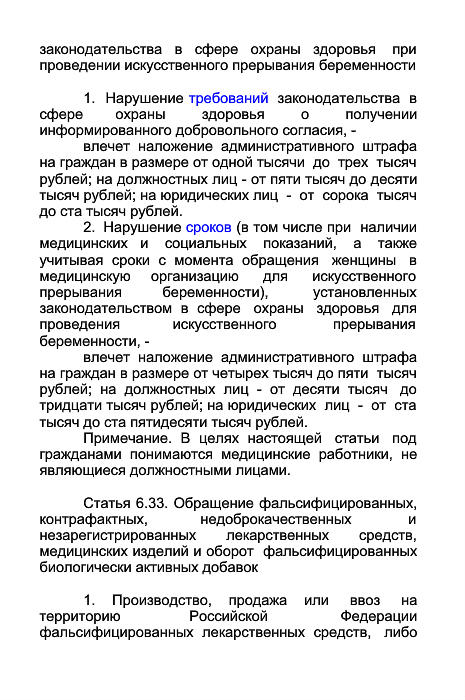 законодательства в сфере охраны здоровья при
проведении искусственного прерывания беременности
1. Нарушение требований законодательства в
сфере охраны здоровья о получении
информированного добровольного согласия, -
влечет наложение административного штрафа
на граждан в размере от одной тысячи до трех тысяч
рублей; на должностных лиц - от пяти тысяч до десяти
тысяч рублей; на юридических лиц - от сорока тысяч
до ста тысяч рублей.
2. Нарушение сроков (в том числе при наличии
медицинских и социальных показаний, а также
учитывая сроки с момента обращения женщины в
медицинскую организацию для искусственного
прерывания беременности), установленных
законодательством в сфере охраны здоровья для
проведения искусственного прерывания
беременности, -
влечет наложение административного штрафа
на граждан в размере от четырех тысяч до пяти тысяч
рублей; на должностных лиц - от десяти тысяч до
тридцати тысяч рублей; на юридических лиц - от ста
тысяч до ста пятидесяти тысяч рублей.
Примечание. В целях настоящей статьи под
гражданами понимаются медицинские работники, не
являющиеся должностными лицами.
Статья 6.33. Обращение фальсифицированных,
контрафактных, недоброкачественных и
незарегистрированных лекарственных средств,
медицинских изделий и оборот фальсифицированных
биологически активных добавок
1. Производство, продажа или ввоз на
территорию Российской Федерации
фальсифицированных лекарственных средств, либо